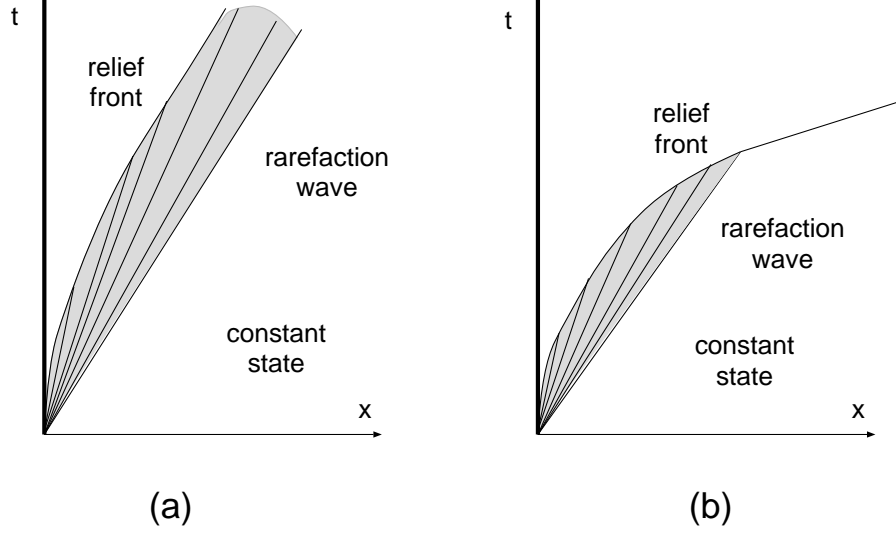 t
relief
front
rarefaction
wave
constant
state
x
(a)
t
relief
front
rarefaction
wave
constant
state
x
(b)